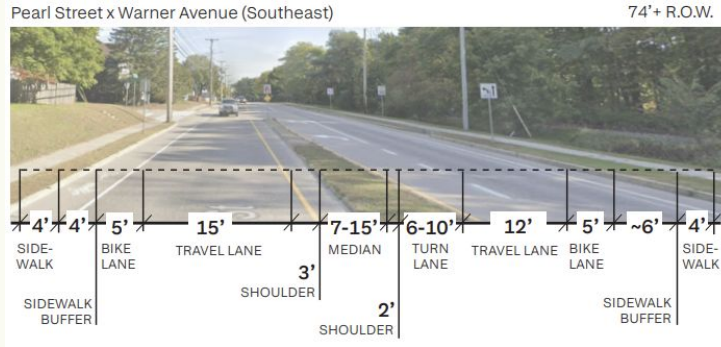 Pearl Street x Warner Avenue (Southeast)
74'+ R.O.W.
4'
4'
5'
15'
7-15'
6-10'
12'
5'
~6'
4'
SIDE-
WALK
BIKE
LANE
TRAVEL LANE
MEDIAN
TURN
LANE
TRAVEL LANE
BIKE
LANE
SIDE-
WALK
3'
SHOULDER
SIDEWALK
BUFFER
2'
SHOULDER
SIDEWALK
BUFFER